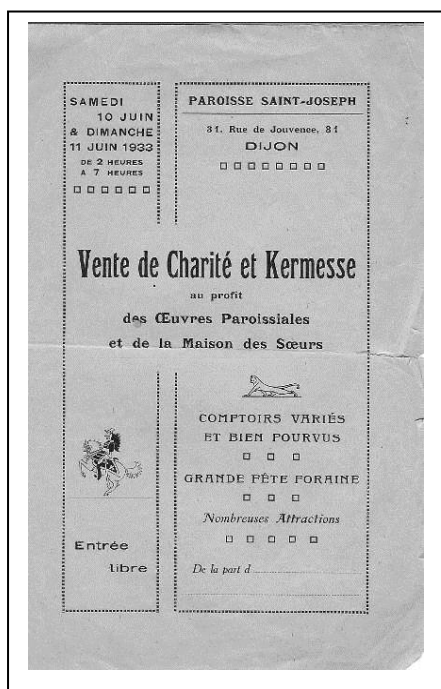 SAMEDI
10 JUIN
& DIMANCHE
11 JUIN 1933
DE 2 HEURES
A 7 HEURES
PAROISSE SAINT-JOSEPH
31, Rue de Jouvence, 31
DIJON
Vente de Charité et Kermesse
au profit
des Œuvres Paroissiales
et de la Maison des Sœurs
COMPTOIRS VARIÉS
ET BIEN POURVUS
GRANDE FÊTE FORAINE
Nombreuses Attractions
De la part d
Entrée
libre